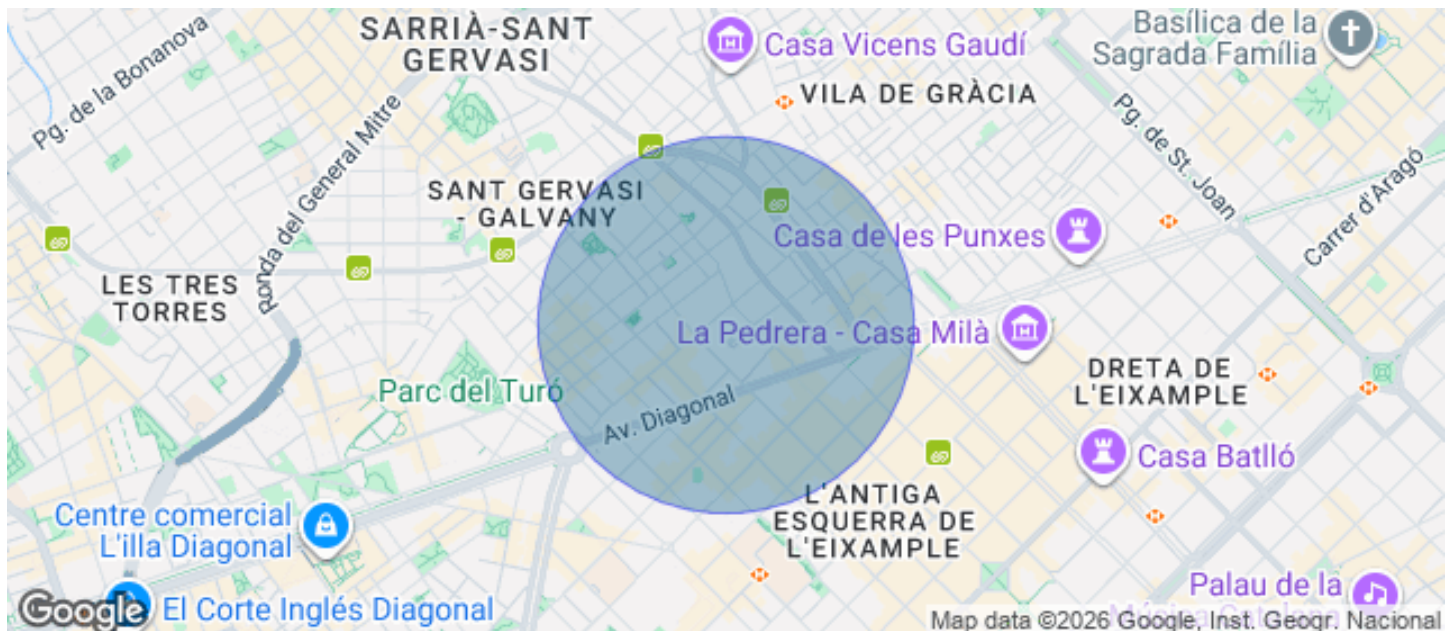 SARRIÀ-SANT
GERVASI
Pg. de la Bonanova
Casa Vicens Gaudí
Basílica de la
Sagrada Família
VILA DE GRÀCIA
Ronda del General Mitre
Pg. de St. Joan
SANT GERVASI
- GALVANY
Casa de les Punxes
Carrer d'Aragó
LES TRES
TORRES
La Pedrera - Casa Milà
Parc del Turó
Av. Diagonal
DRETA DE
L'EIXAMPLE
Casa Batlló
L'ANTIGA
ESQUERRA DE
L'EIXAMPLE
Centre comercial
L'illa Diagonal
El Corte Inglés Diagonal
Palau de la
Música Catalana
Google
Map data ©2026 Google, Inst. Geogr. Nacional